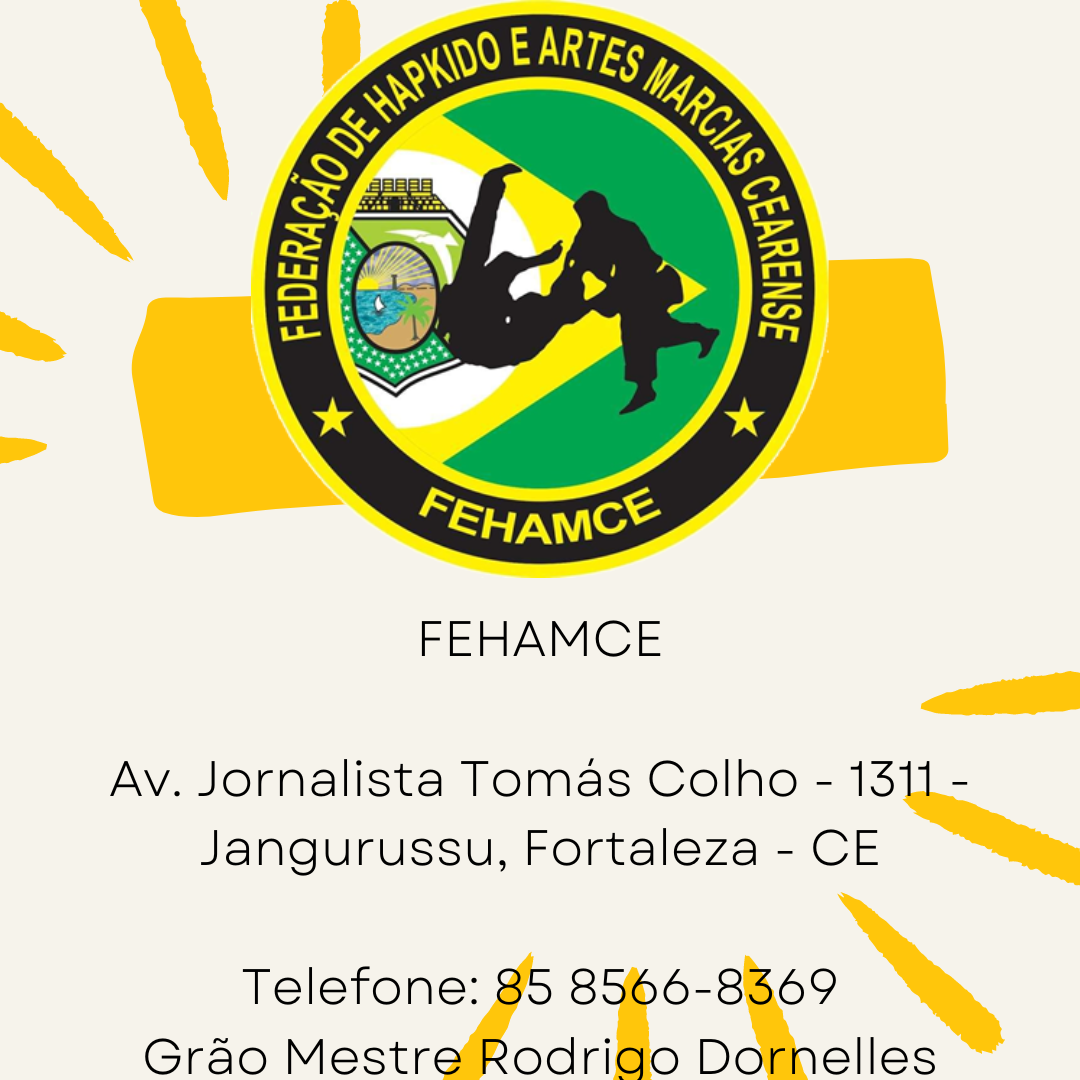 FEDERAÇÃO DE HAPKIDO E ARTES MARCIAS CEARENSE
FEHAMCE
FEHAMCE
Av. Jornalista Tomás Colho - 1311 -
Jangurussu, Fortaleza - CE
Telefone: 85 8566-8369
Grão Mestre Rodrigo Dornelles